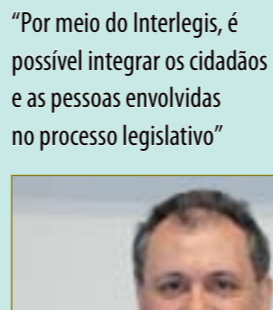 “Por meio do Interlegis, é
possível integrar os cidadãos
e as pessoas envolvidas
no processo legislativo”